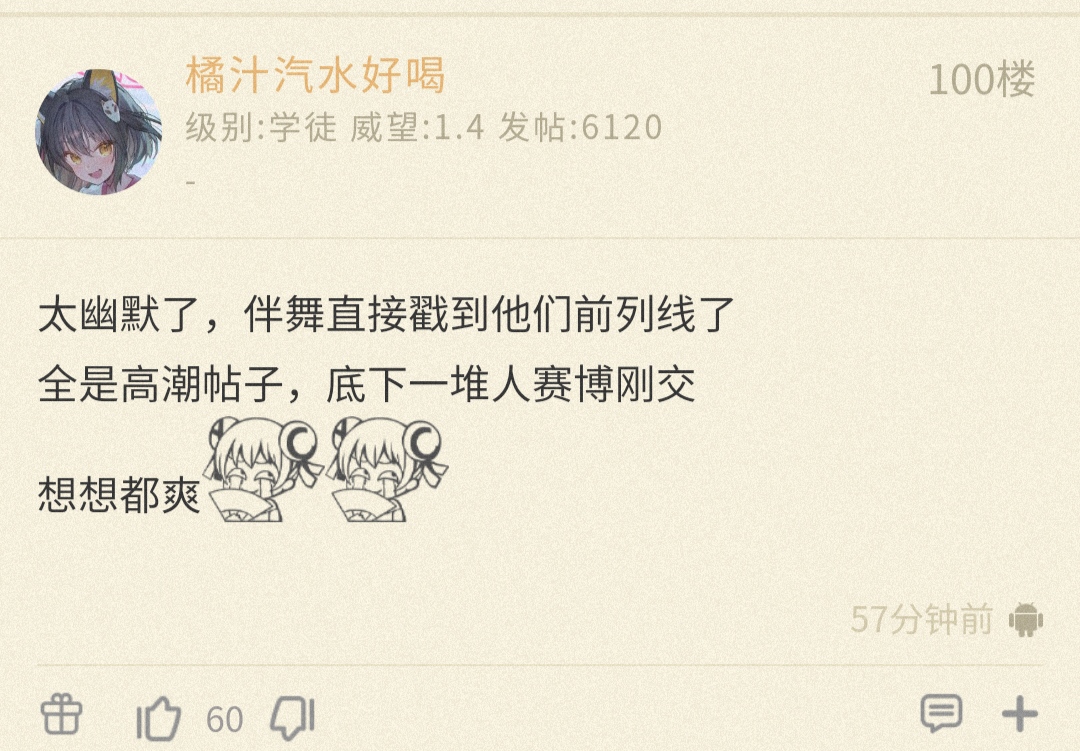 橘汁汽水好喝
100楼
级别:学徒 威望:1.4 发帖:6120
-
太幽默了，伴舞直接戳到他们前列线了
全是高潮帖子，底下一堆人赛博刚交
想想都爽
57分钟前
60